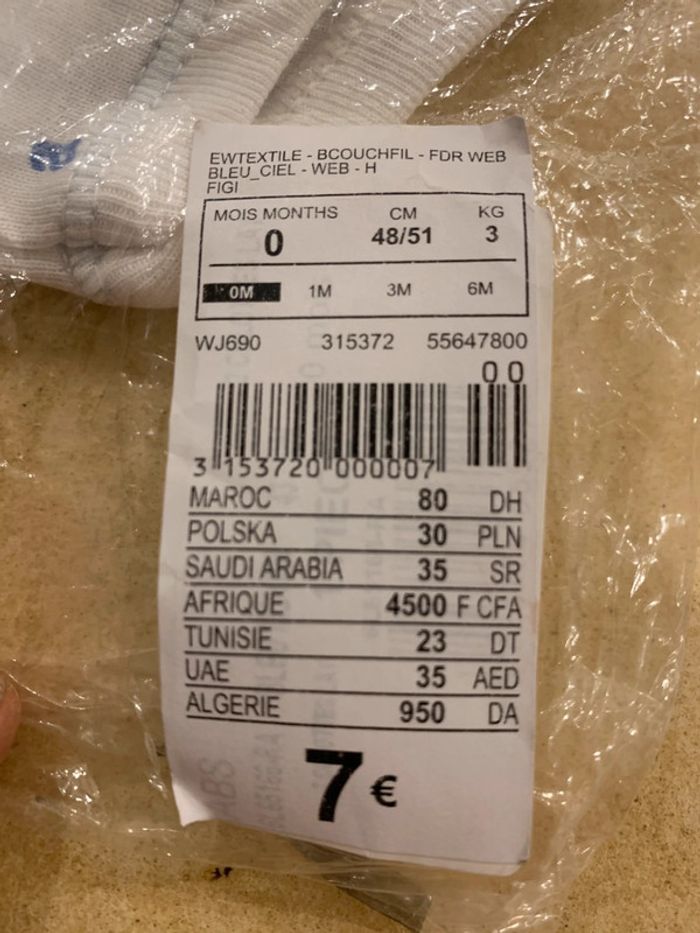 EWTEXTILE - BCOUCHFIL - FDR WEB
BLEU_CIEL - WEB - H
FIGI
MOIS MONTHS CM KG
0 48/51 3
0M 1M 3M 6M
WJ690 315372 55647800
00
3 153720 000007
MAROC 80 DH
POLSKA 30 PLN
SAUDI ARABIA 35 SR
AFRIQUE 4500 F CFA
TUNISIE 23 DT
UAE 35 AED
ALGERIE 950 DA
7 €